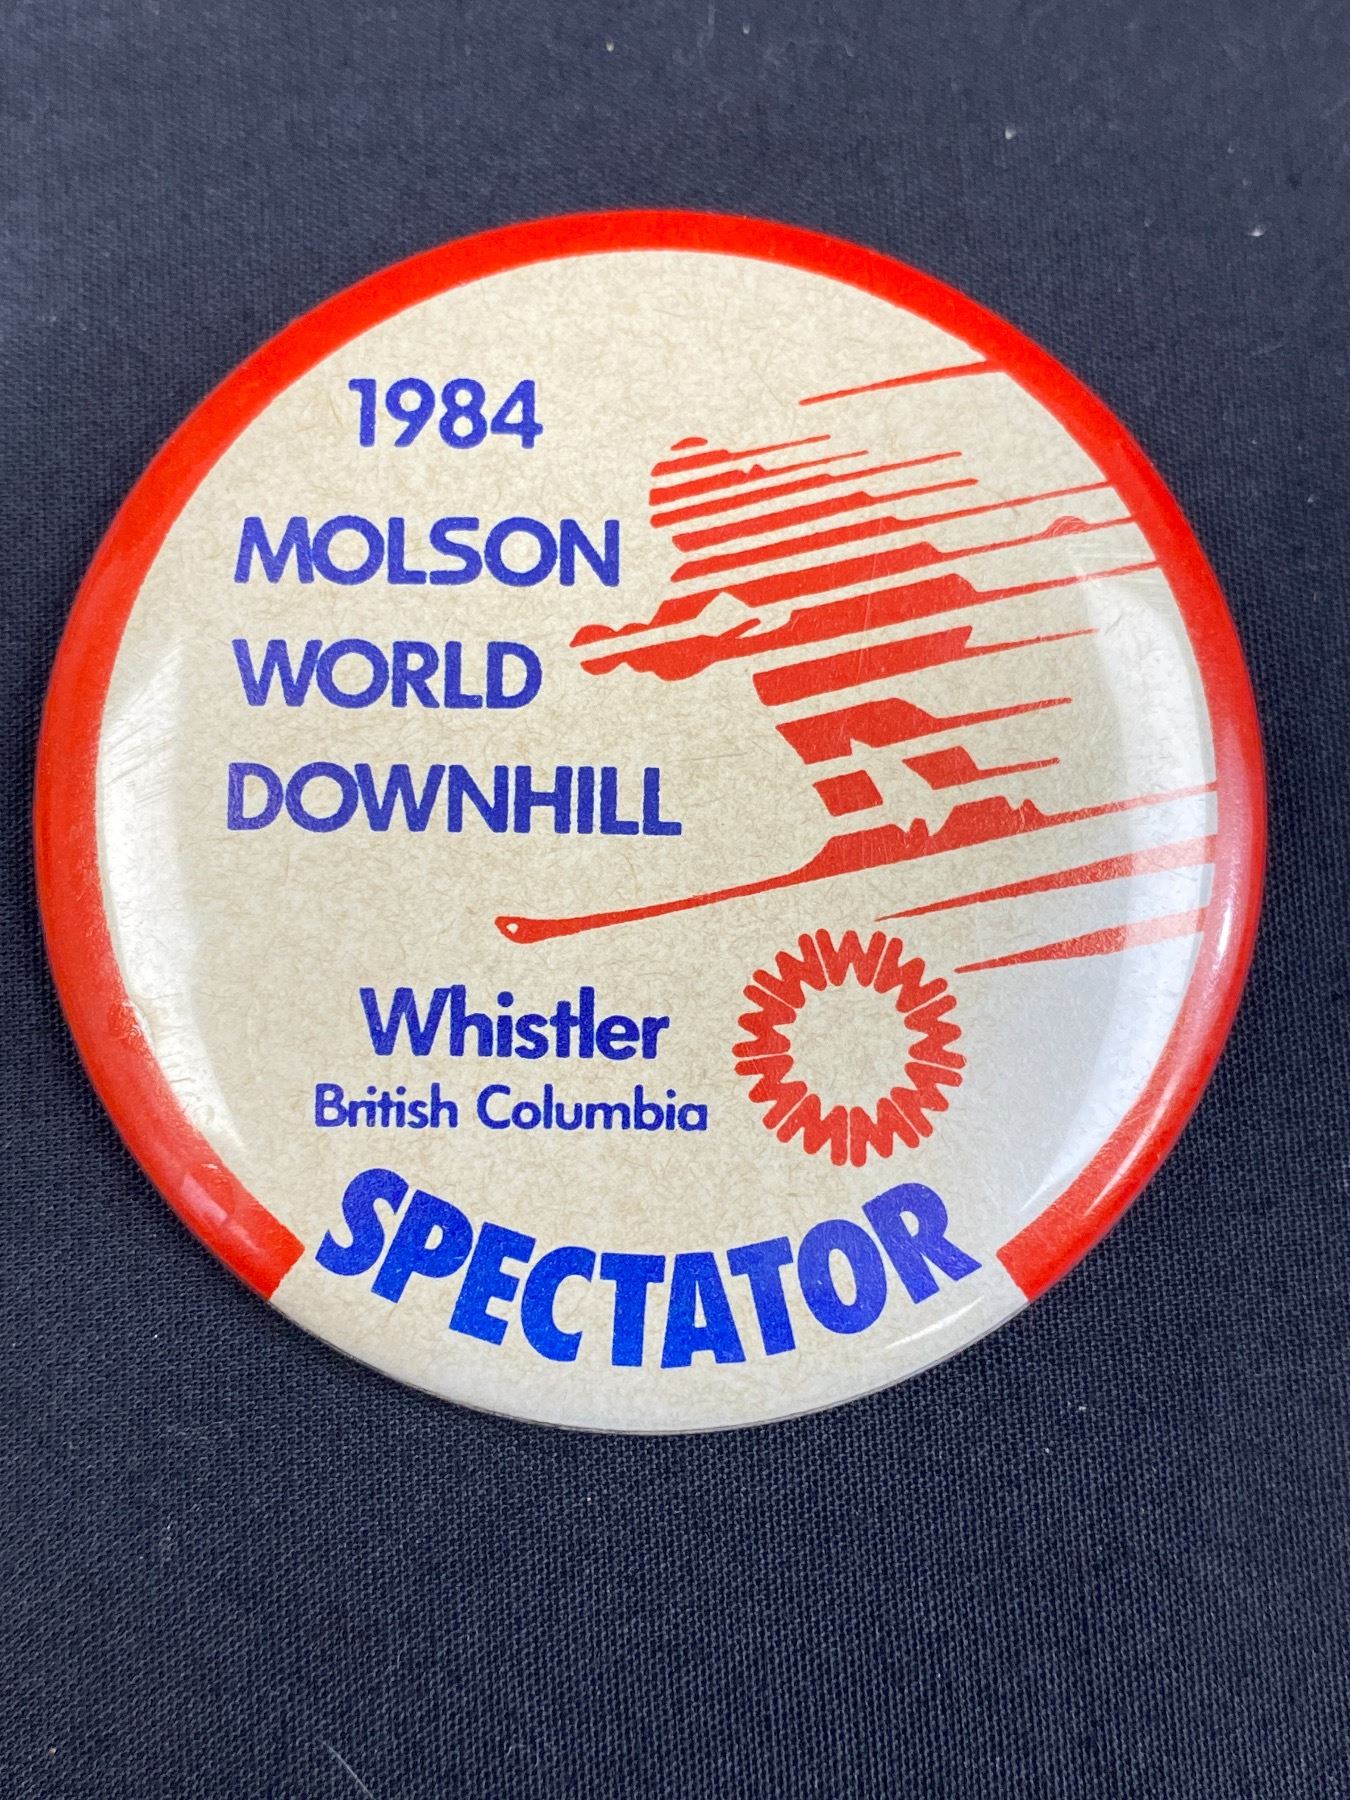 1984
MOLSON
WORLD
DOWNHILL
Whistler
British Columbia
SPECTATOR